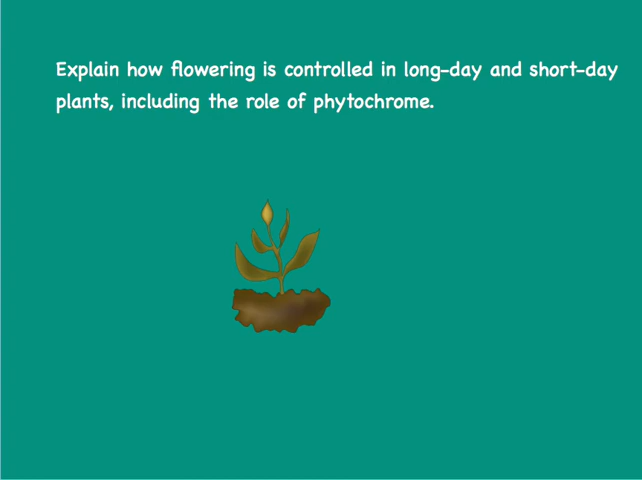 Explain how flowering is controlled in long-day and short-day
plants, including the role of phytochrome.